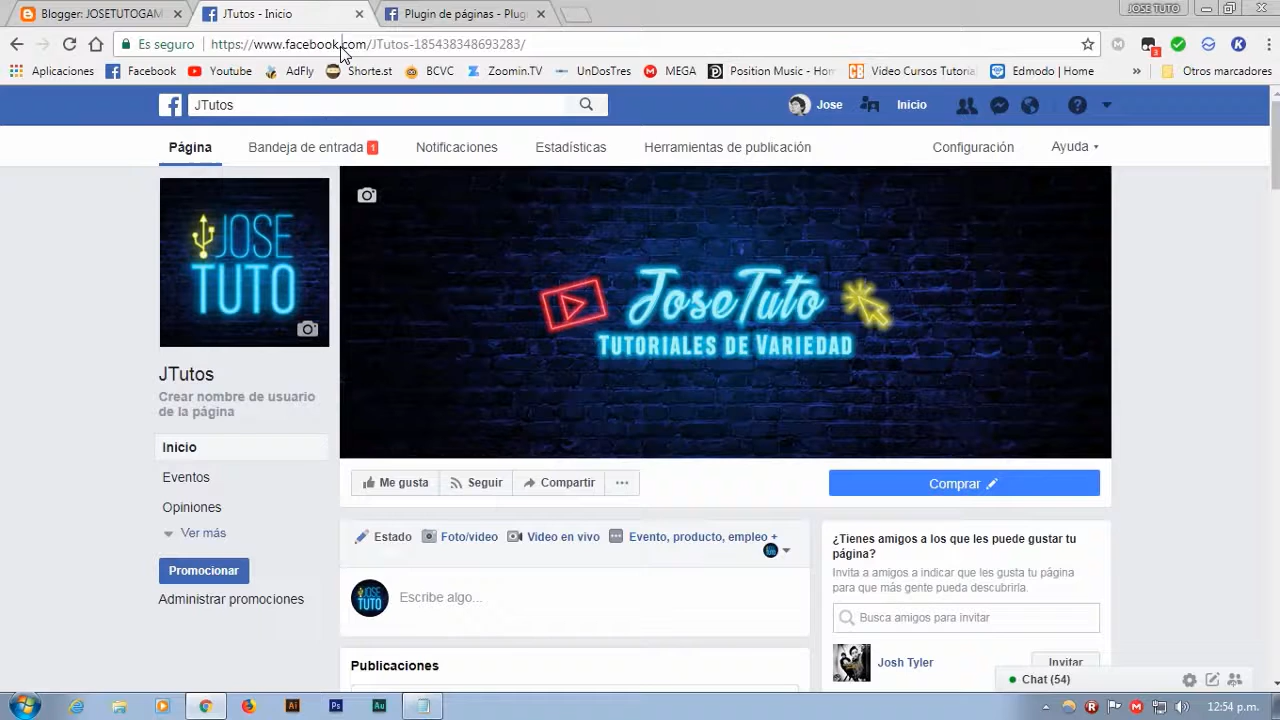 Blogger: JOSETUTOGAM
JTutos - Inicio
Plugin de páginas - Plug
JOSE TUTO
Es seguro
https://www.facebook.com/JTutos-185438348693283/
Aplicaciones
Facebook
Youtube
AdFly
Shorte.st
BCVC
Zoomin.TV
UnDosTres
MEGA
Position Music - Hom
Video Cursos Tutorial
Edmodo | Home
»
Otros marcadores
JTutos
Jose
Inicio
Página
Bandeja de entrada 1
Notificaciones
Estadísticas
Herramientas de publicación
Configuración
Ayuda
JOSE
TUTO
JoseTuto
Tutoriales de Variedad
JTutos
Crear nombre de usuario
de la página
Inicio
Eventos
Opiniones
Ver más
Promocionar
Administrar promociones
Me gusta
Seguir
Compartir
...
Comprar
Estado
Foto/video
Video en vivo
Evento, producto, empleo +
JOSE
TUTO
Escribe algo...
Publicaciones
¿Tienes amigos a los que les puede gustar tu
página?
Invita a amigos a indicar que les gusta tu página
para que más gente pueda descubrirla.
Busca amigos para invitar
Josh Tyler
Invitar
Chat (54)
Ai
Ps
Au
12:54 p.m.